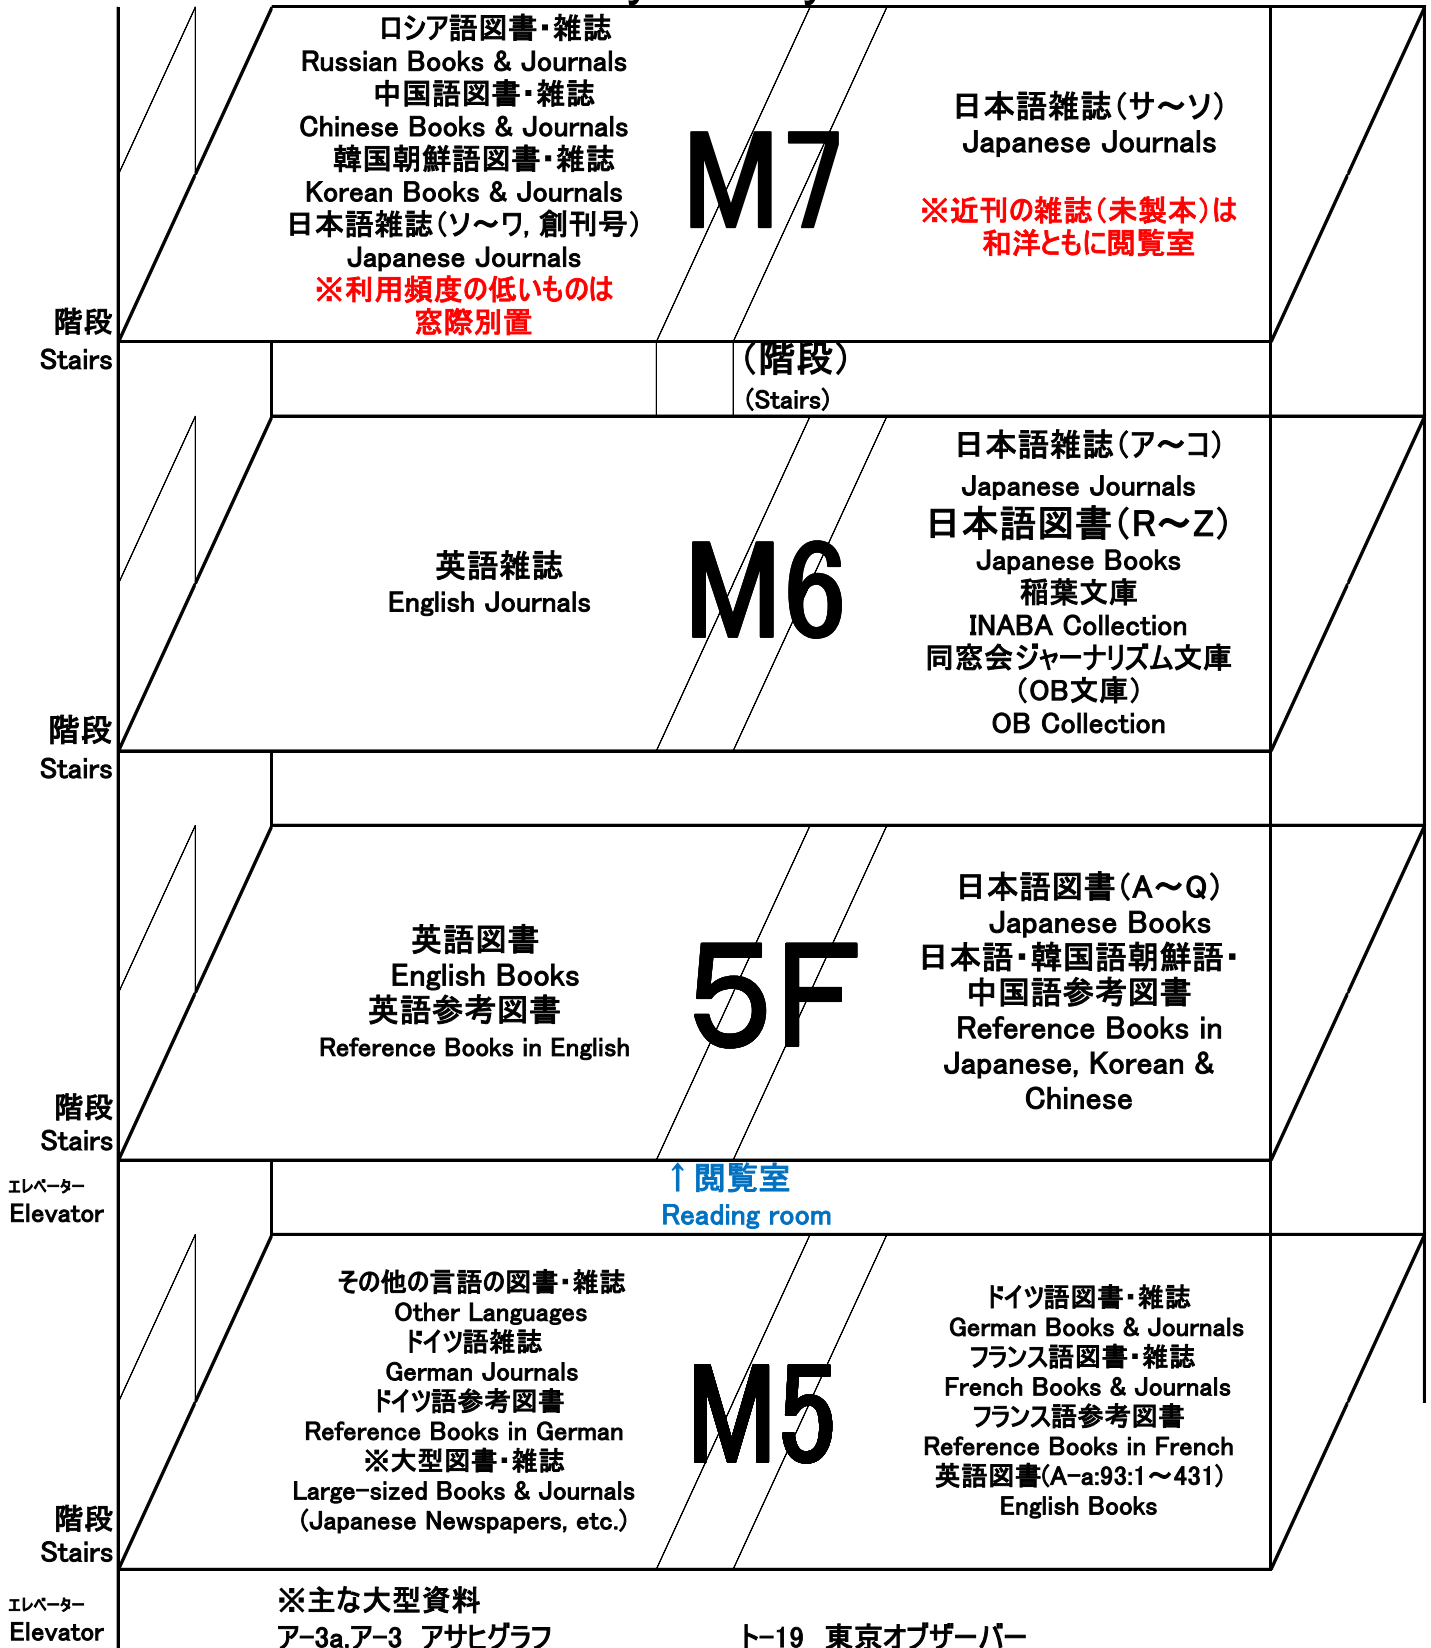 ロシア語図書・雑誌
Russian Books & Journals
中国語図書・雑誌
Chinese Books & Journals
韓国朝鮮語図書・雑誌
Korean Books & Journals
日本語雑誌（ソ～ワ, 創刊号）
Japanese Journals
※利用頻度の低いものは
窓際別置
M7
日本語雑誌（サ～ソ）
Japanese Journals
※近刊の雑誌（未製本）は
和洋ともに閲覧室
階段
Stairs
（階段）
（Stairs）
英語雑誌
English Journals
M6
日本語雑誌（ア～コ）
Japanese Journals
日本語図書（R～Z）
Japanese Books
稲葉文庫
INABA Collection
同窓会ジャーナリズム文庫
（OB文庫）
OB Collection
階段
Stairs
英語図書
English Books
英語参考図書
Reference Books in English
5F
日本語図書（A～Q）
Japanese Books
日本語・韓国語朝鮮語・
中国語参考図書
Reference Books in
Japanese, Korean &
Chinese
階段
Stairs
エレベーター
Elevator
↑閲覧室
Reading room
その他の言語の図書・雑誌
Other Languages
ドイツ語雑誌
German Journals
ドイツ語参考図書
Reference Books in German
※大型図書・雑誌
Large-sized Books & Journals
（Japanese Newspapers, etc.）
M5
ドイツ語図書・雑誌
German Books & Journals
フランス語図書・雑誌
French Books & Journals
フランス語参考図書
Reference Books in French
英語図書(A-a:93:1～431)
English Books
階段
Stairs
エレベーター
Elevator
※主な大型資料
ア-3a,ア-3 アサヒグラフ
ト-19 東京オブザーバー